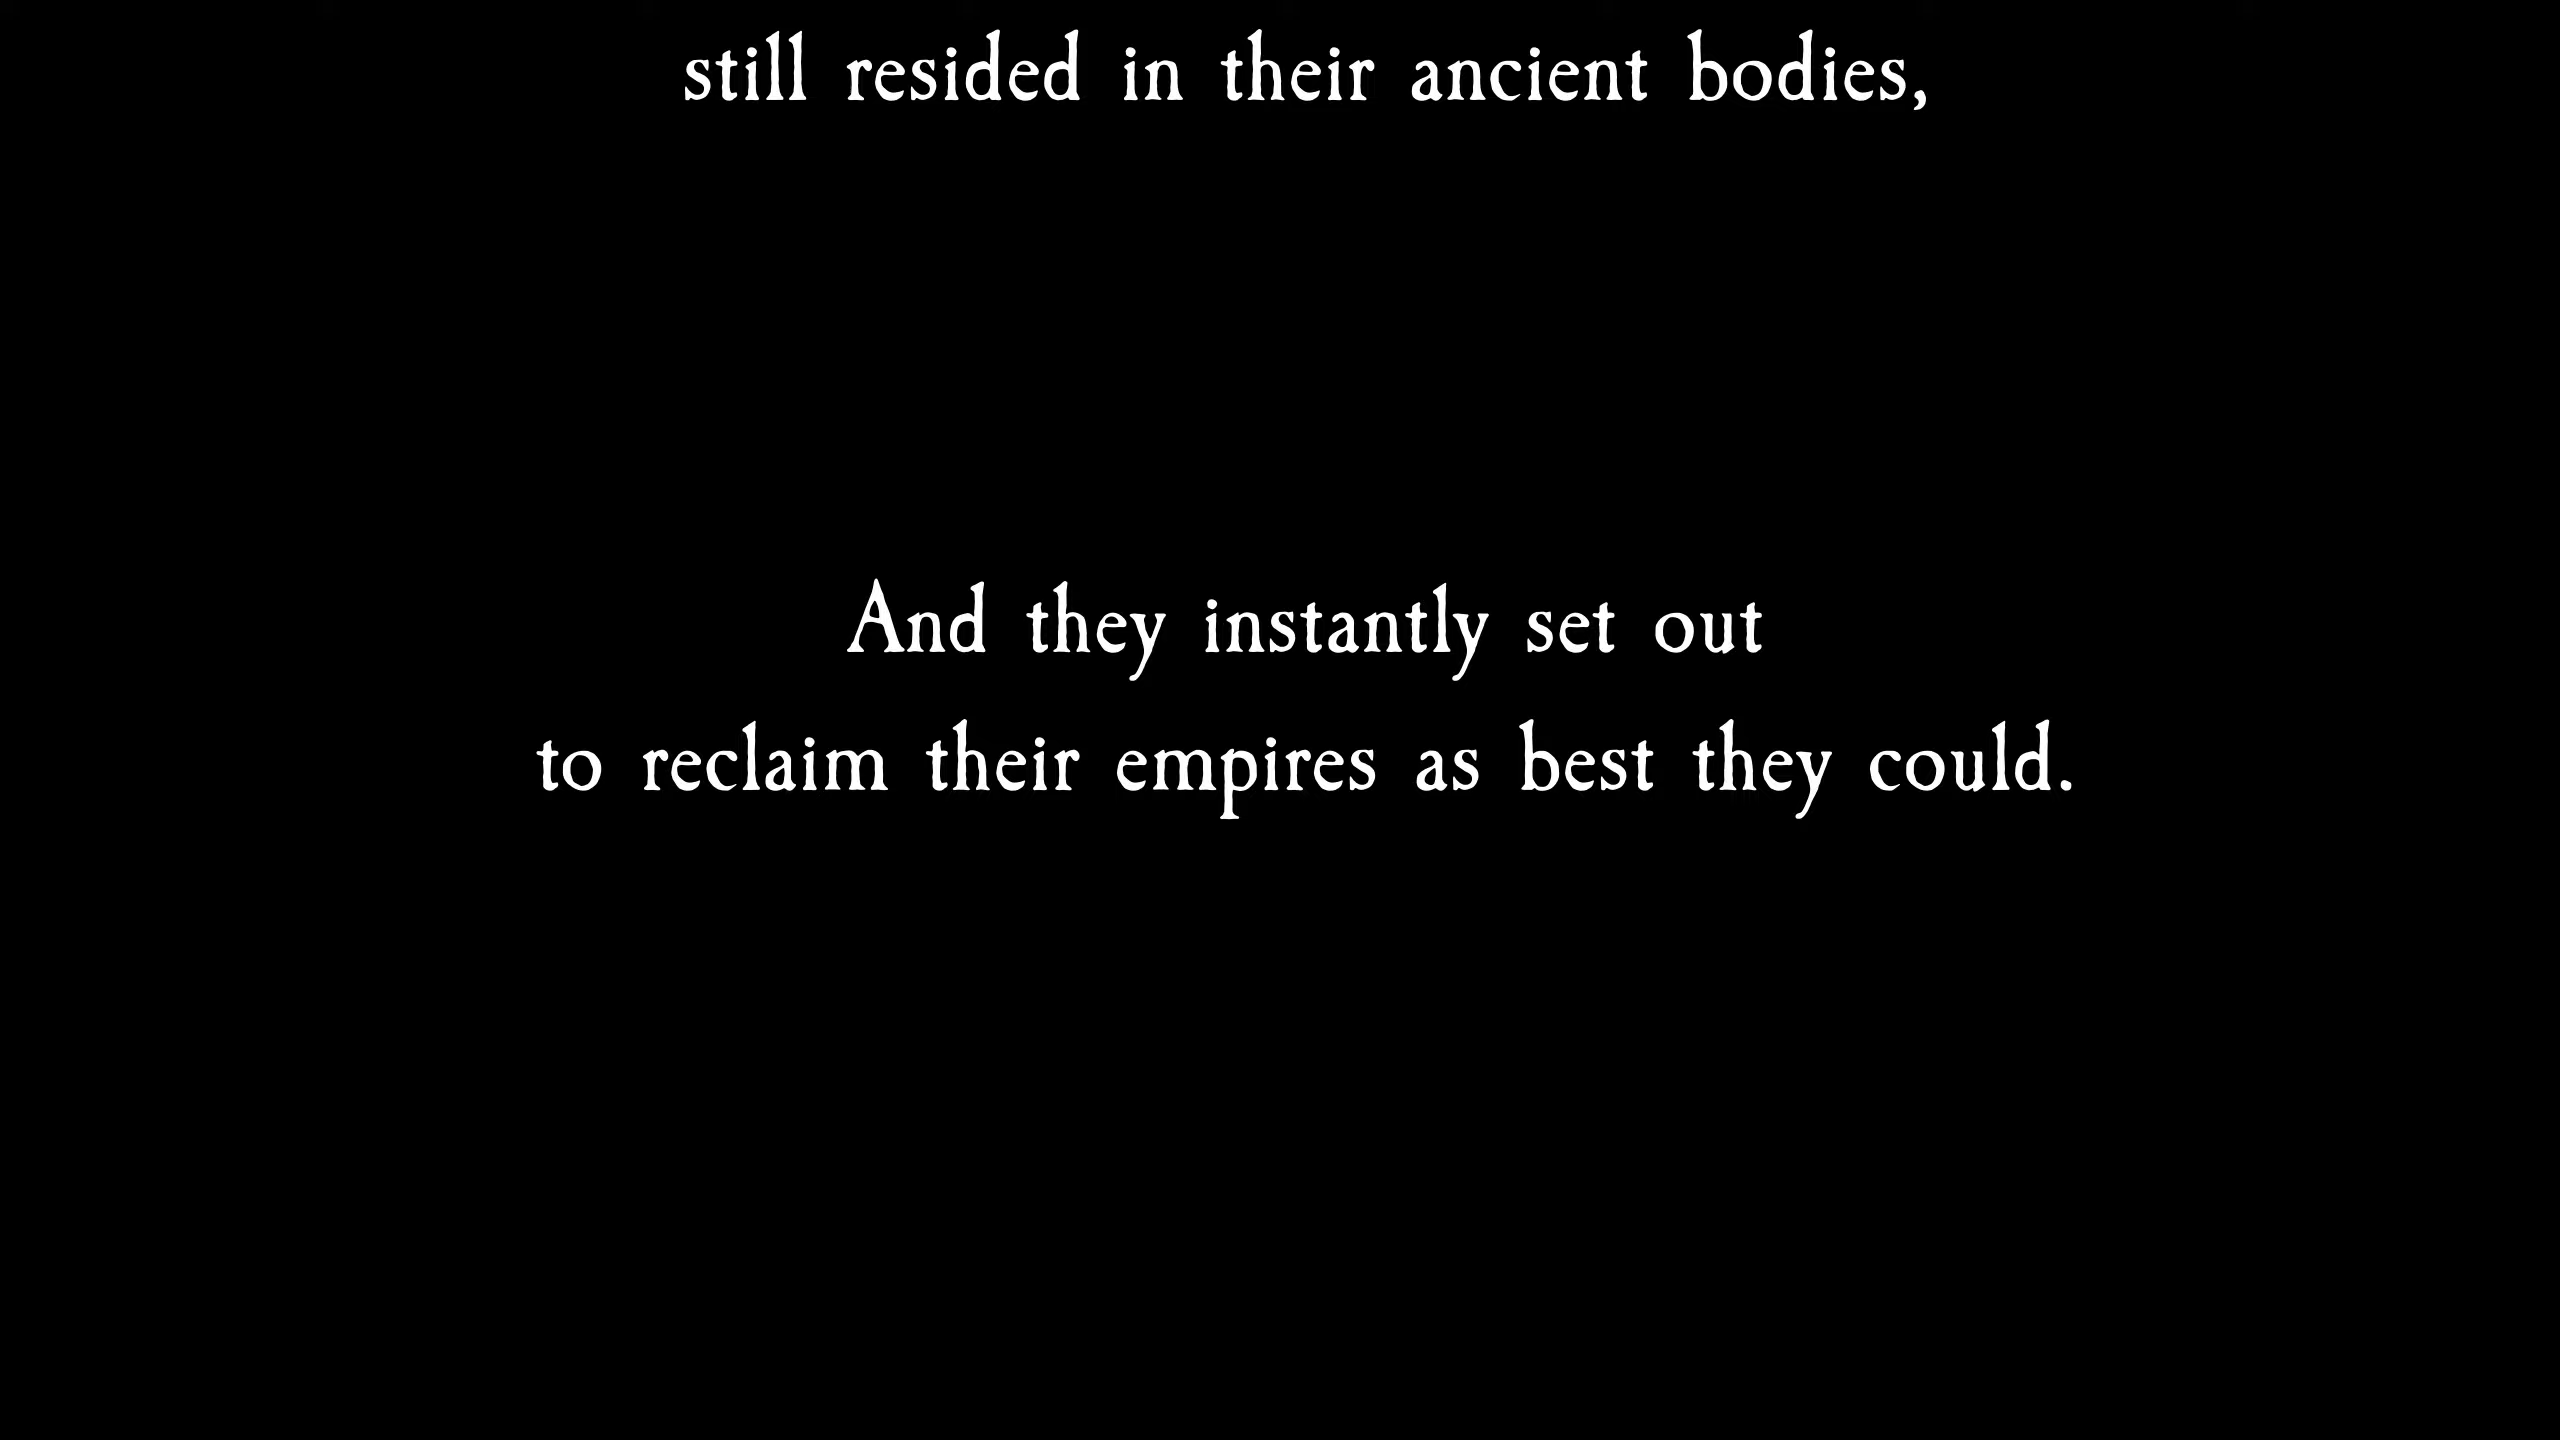 still resided in their ancient bodies,
And they instantly set out
to reclaim their empires as best they could.